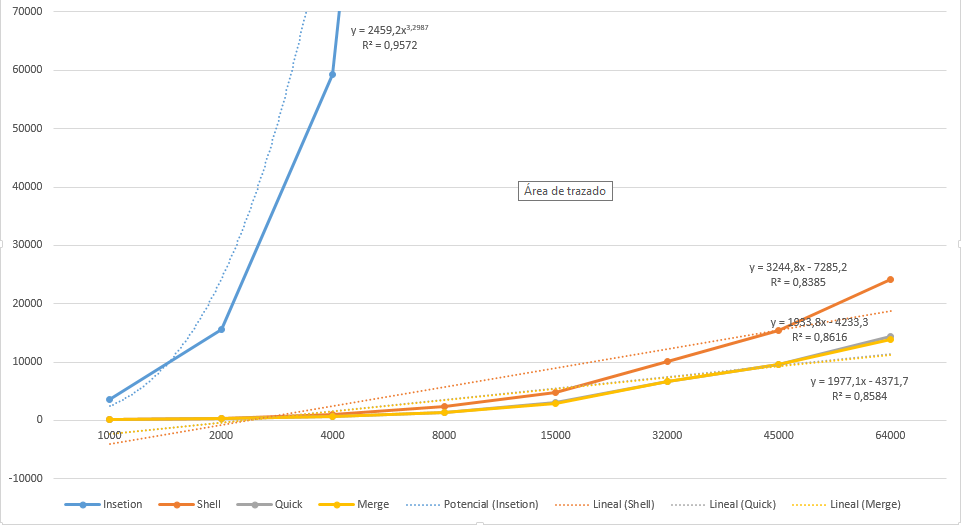 70000
y = 2459,2x^3,2987
R² = 0,9572
60000
50000
40000
Área de trazado
30000
y = 3244,8x - 7285,2
R² = 0,8385
20000
y = 1933,8x - 4233,3
R² = 0,8616
10000
y = 1977,1x - 4371,7
R² = 0,8584
0
1000 2000 4000 8000 15000 32000 45000 64000
-10000
Insetion Shell Quick Merge Potencial (Insetion) Lineal (Shell) Lineal (Quick) Lineal (Merge)